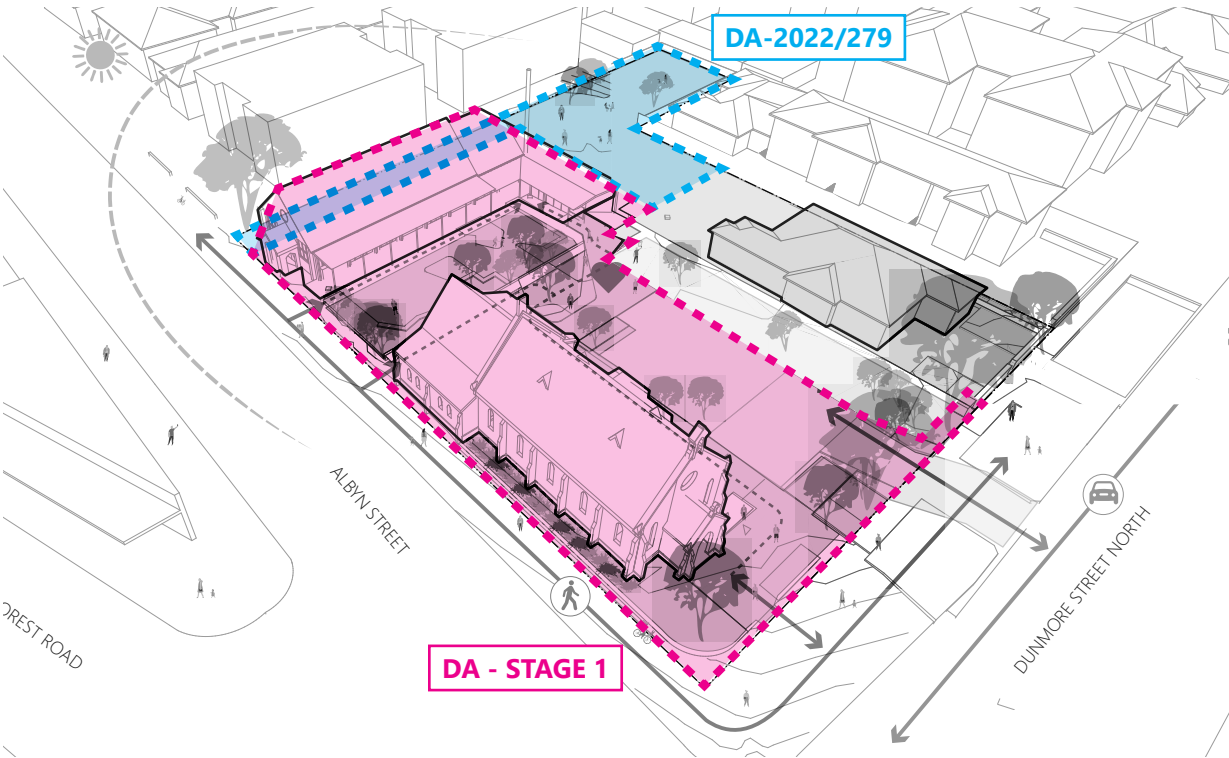 DA-2022/279
ALBYN STREET
OREST ROAD
DUNMORE STREET NORTH
DA - STAGE 1